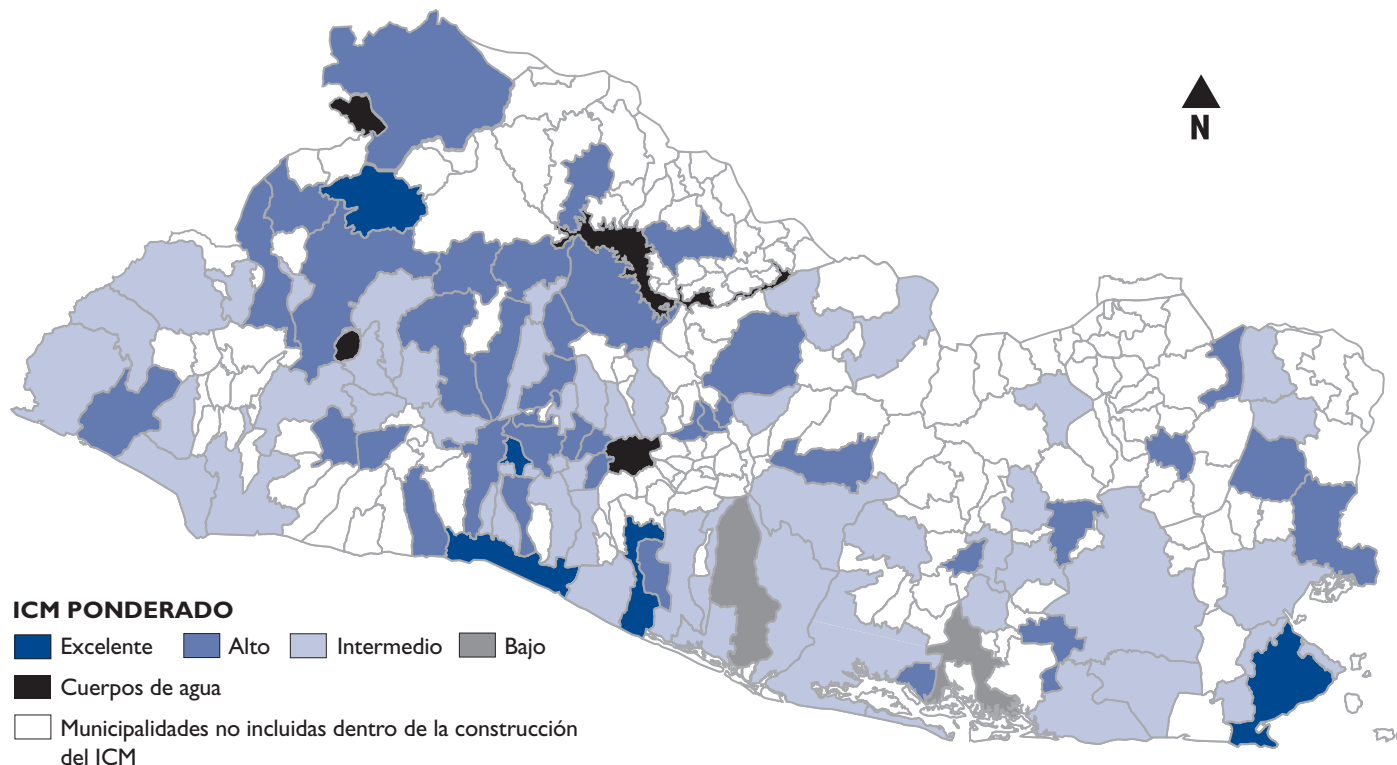 N
ICM PONDERADO
Excelente Alto Intermedio Bajo
Cuerpos de agua
Municipalidades no incluidas dentro de la construcción
del ICM